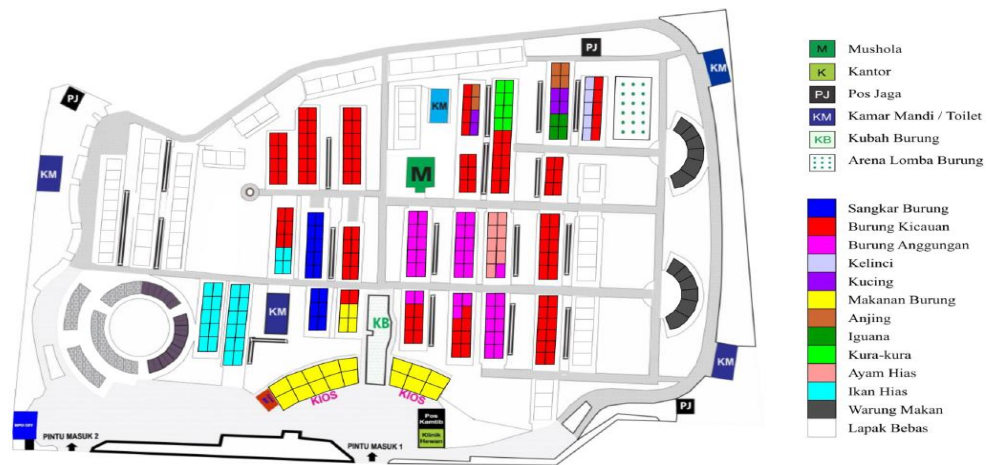 PJ
KM
PJ
KM
KM
M
KM
KB
KIOS
KIOS
KM
PJ
Pos
Kamtib
Klinik
Hewan
PINTU MASUK 2
PINTU MASUK 1
M Mushola
K Kantor
PJ Pos Jaga
KM Kamar Mandi / Toilet
KB Kubah Burung
Arena Lomba Burung
Sangkar Burung
Burung Kicauan
Burung Anggungan
Kelinci
Kucing
Makanan Burung
Anjing
Iguana
Kura-kura
Ayam Hias
Ikan Hias
Warung Makan
Lapak Bebas